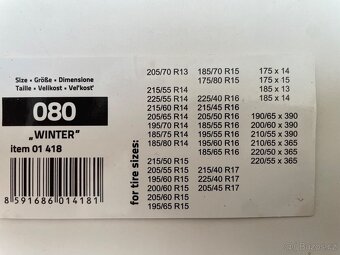 Size • Größe • Dimensione
Taille • Velikost • Veľkosť
080
„WINTER”
item 01 418
8 591686 014181
for tire sizes:
205/70 R13 185/70 R15 175 x 14
175/80 R15 175 x 15
215/55 R14 185 x 13
225/55 R14 225/40 R16 185 x 14
215/60 R14 215/45 R16
205/65 R14 205/50 R16 190/65 x 390
195/70 R14 205/55 R16 200/60 x 390
185/75 R14 195/55 R16 210/55 x 390
185/80 R14 195/60 R16 220/55 x 390
185/65 R16 210/65 x 365
215/50 R15 220/60 x 365
205/55 R15 215/40 R17 220/55 x 365
195/60 R15 225/40 R17
205/60 R15 205/45 R17
200/60 R15
195/65 R15